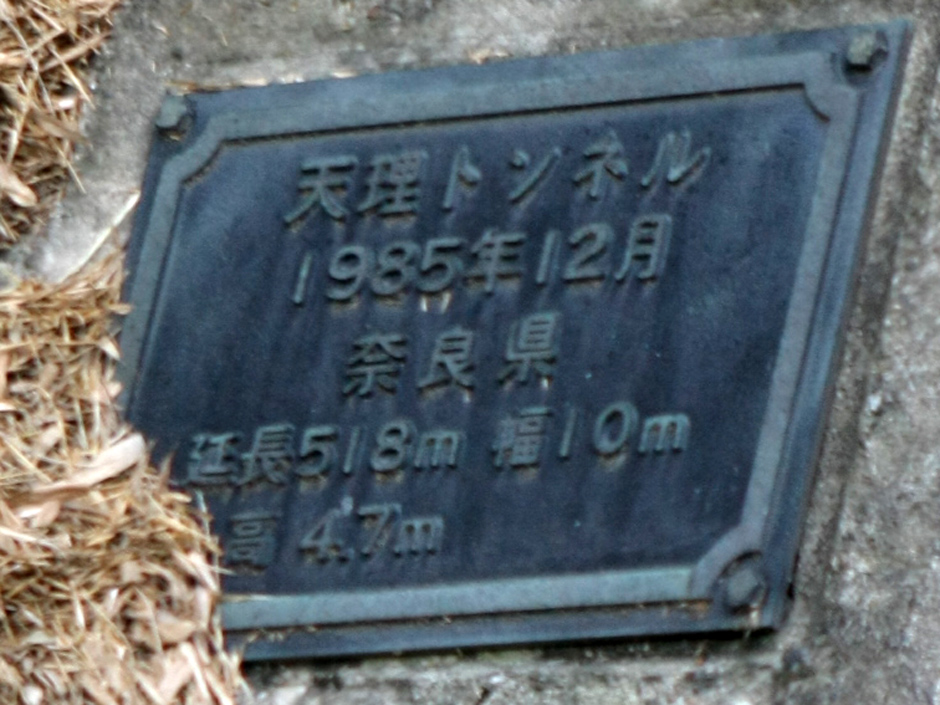 天理トンネル
1985年12月
奈良県
延長518m 幅10m
高 4.7m